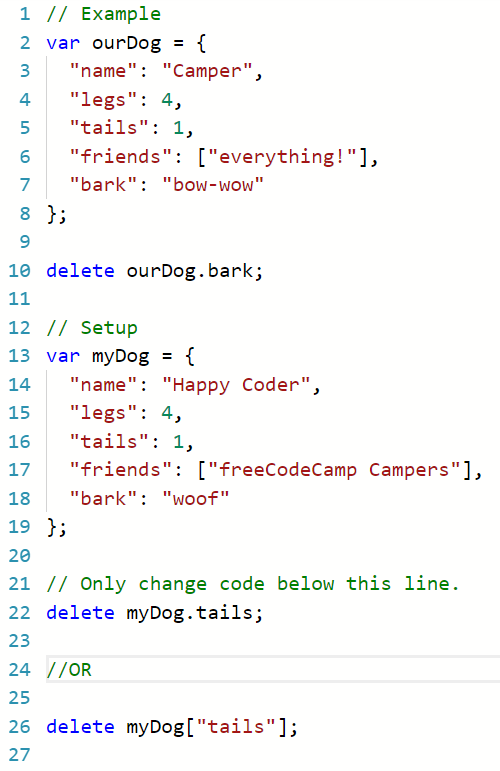 1 // Example
2 var ourDog = {
3   "name": "Camper",
4   "legs": 4,
5   "tails": 1,
6   "friends": ["everything!"],
7   "bark": "bow-wow"
8 };
9
10 delete ourDog.bark;
11
12 // Setup
13 var myDog = {
14   "name": "Happy Coder",
15   "legs": 4,
16   "tails": 1,
17   "friends": ["freeCodeCamp Campers"],
18   "bark": "woof"
19 };
20
21 // Only change code below this line.
22 delete myDog.tails;
23
24 //OR
25
26 delete myDog["tails"];
27